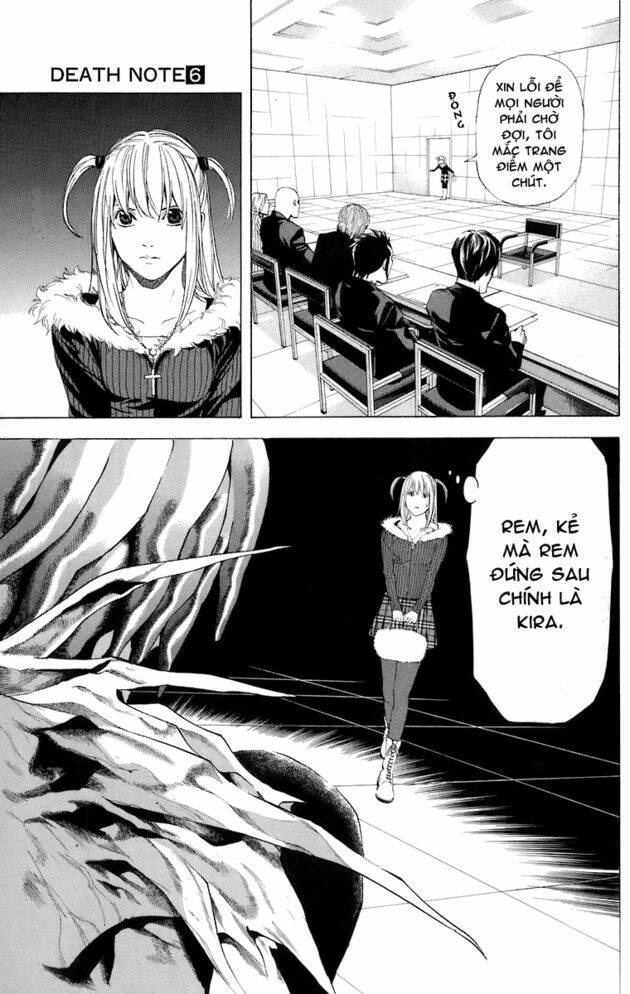 DEATH NOTE 6
XIN LỖI ĐỂ
MỌI NGƯỜI
PHẢI CHỜ
ĐỢI, TÔI
MẮC TRANG
ĐIỂM MỘT
CHÚT.
ĐONG
REM, KẺ
MÀ REM
ĐỨNG SAU
CHÍNH LÀ
KIRA.